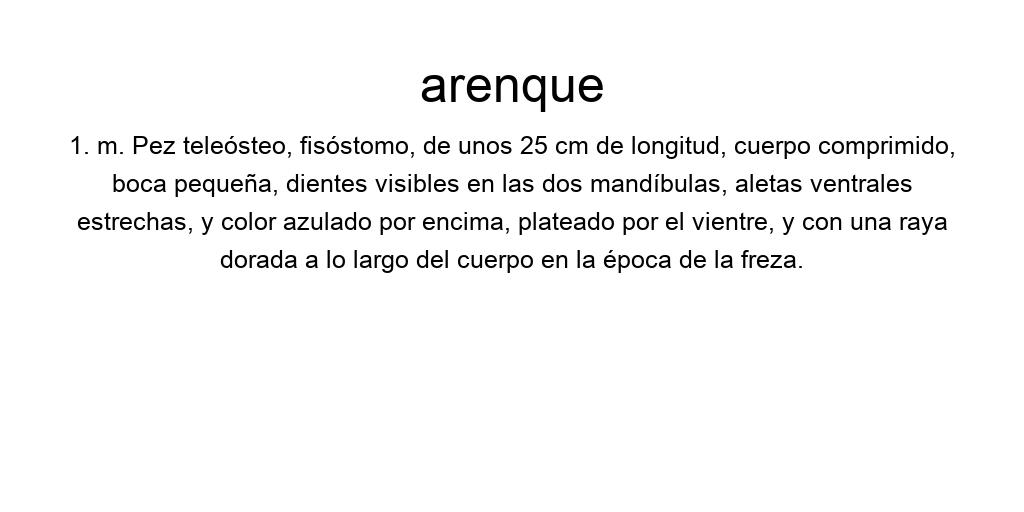 arenque
1. m. Pez teleósteo, fisóstomo, de unos 25 cm de longitud, cuerpo comprimido,
boca pequeña, dientes visibles en las dos mandíbulas, aletas ventrales
estrechas, y color azulado por encima, plateado por el vientre, y con una raya
dorada a lo largo del cuerpo en la época de la freza.